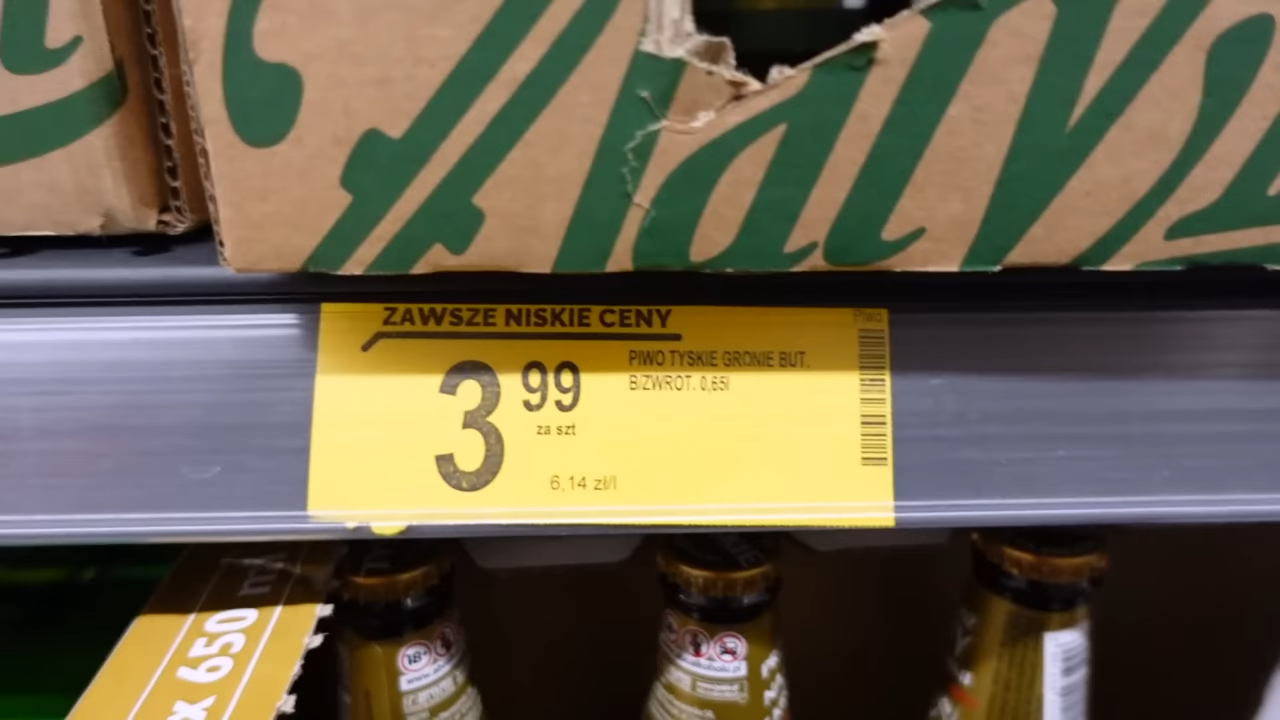 ZAWSZE NISKIE CENY
Piwo
3 99
za szt
6,14 zł/l
PIWO TYSKIE GRONIE BUT.
B/ZWROT. 0,65l
x 650
18+